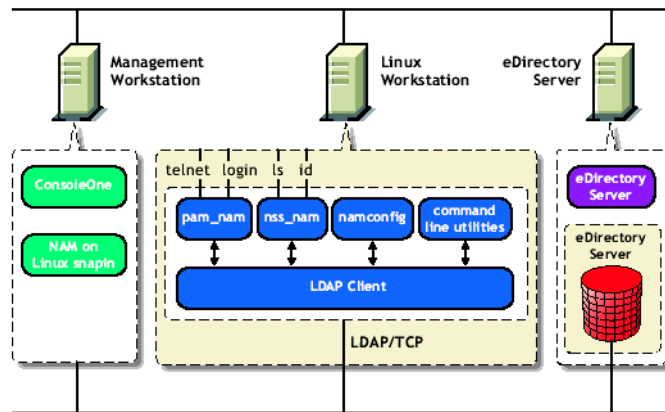 Management
Workstation
Linux
Workstation
eDirectory
Server
ConsoleOne
NAM on
Linux snapin
telnet login ls id
pam_nam
nss_nam
namconfig
command
line utilities
LDAP Client
LDAP/TCP
eDirectory
Server
eDirectory
Server